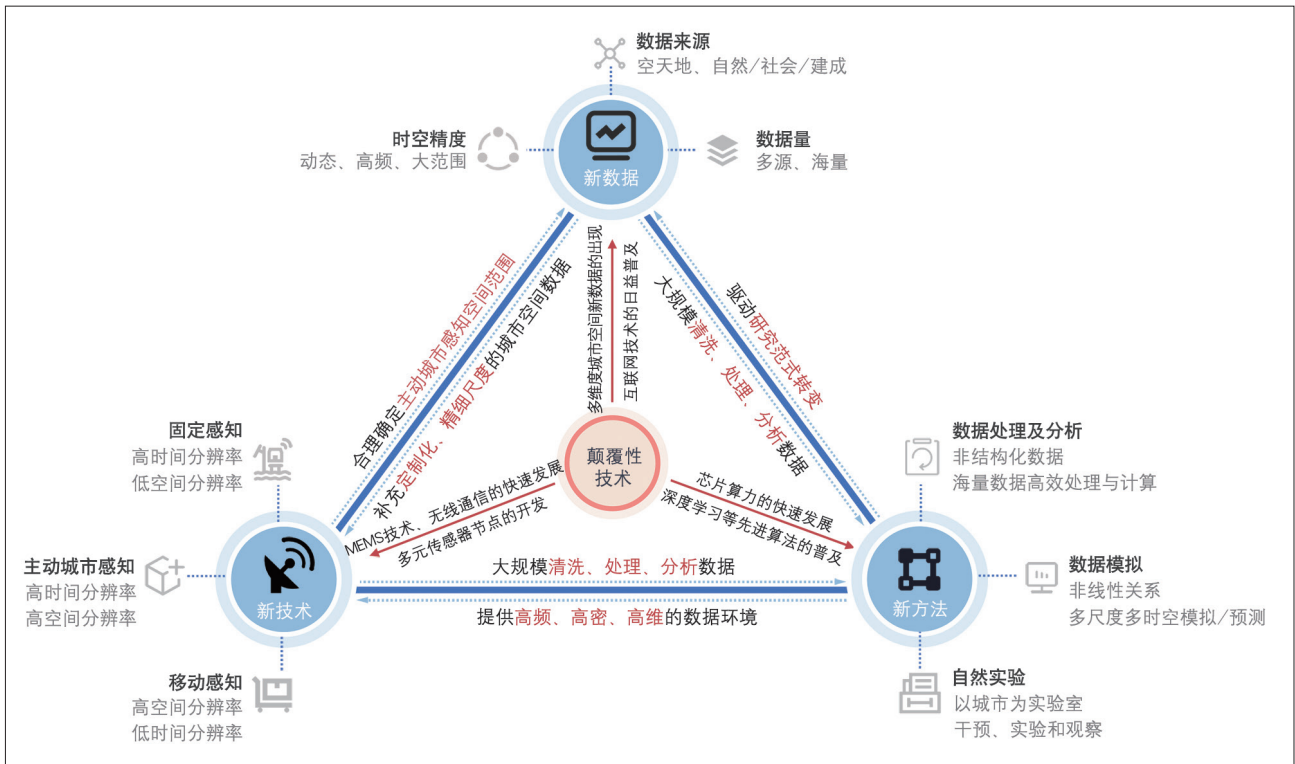 数据来源
空天地、自然/社会/建成
时空精度
动态、高频、大范围
新数据
数据量
多源、海量
合理确定主动城市感知空间范围
补充定制化、精细尺度的城市空间数据
多维度城市空间新数据的出现
互联网技术的日益普及
大规模清洗、处理、分析数据
驱动研究范式转变
颠覆性
技术
MEMS技术、无线通信的快速发展
多元传感器节点的开发
芯片算力的快速发展
深度学习等先进算法的普及
固定感知
高时间分辨率
低空间分辨率
主动城市感知
高时间分辨率
高空间分辨率
新技术
移动感知
高空间分辨率
低时间分辨率
大规模清洗、处理、分析数据
提供高频、高密、高维的数据环境
数据处理及分析
非结构化数据
海量数据高效处理与计算
新方法
数据模拟
非线性关系
多尺度多时空模拟/预测
自然实验
以城市为实验室
干预、实验和观察